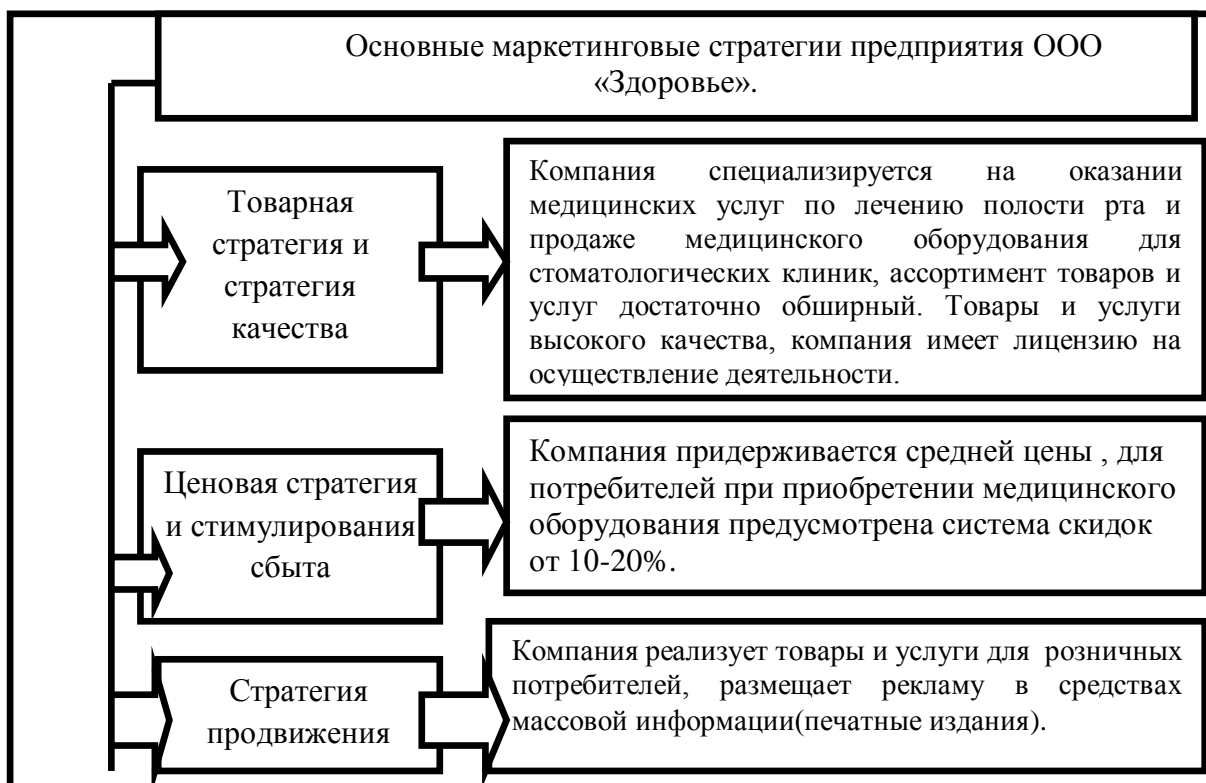 Основные маркетинговые стратегии предприятия ООО
«Здоровье».
Товарная
стратегия и
стратегия
качества
Компания специализируется на оказании
медицинских услуг по лечению полости рта и
продаже медицинского оборудования для
стоматологических клиник, ассортимент товаров и
услуг достаточно обширный. Товары и услуги
высокого качества, компания имеет лицензию на
осуществление деятельности.
Ценовая стратегия
и стимулирования
сбыта
Компания придерживается средней цены , для
потребителей при приобретении медицинского
оборудования предусмотрена система скидок
от 10-20%.
Стратегия
продвижения
Компания реализует товары и услуги для розничных
потребителей, размещает рекламу в средствах
массовой информации(печатные издания).